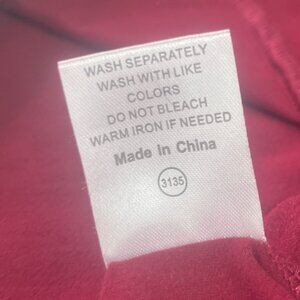 WASH SEPARATELY
WASH WITH LIKE
COLORS
DO NOT BLEACH
WARM IRON IF NEEDED
Made in China
3135